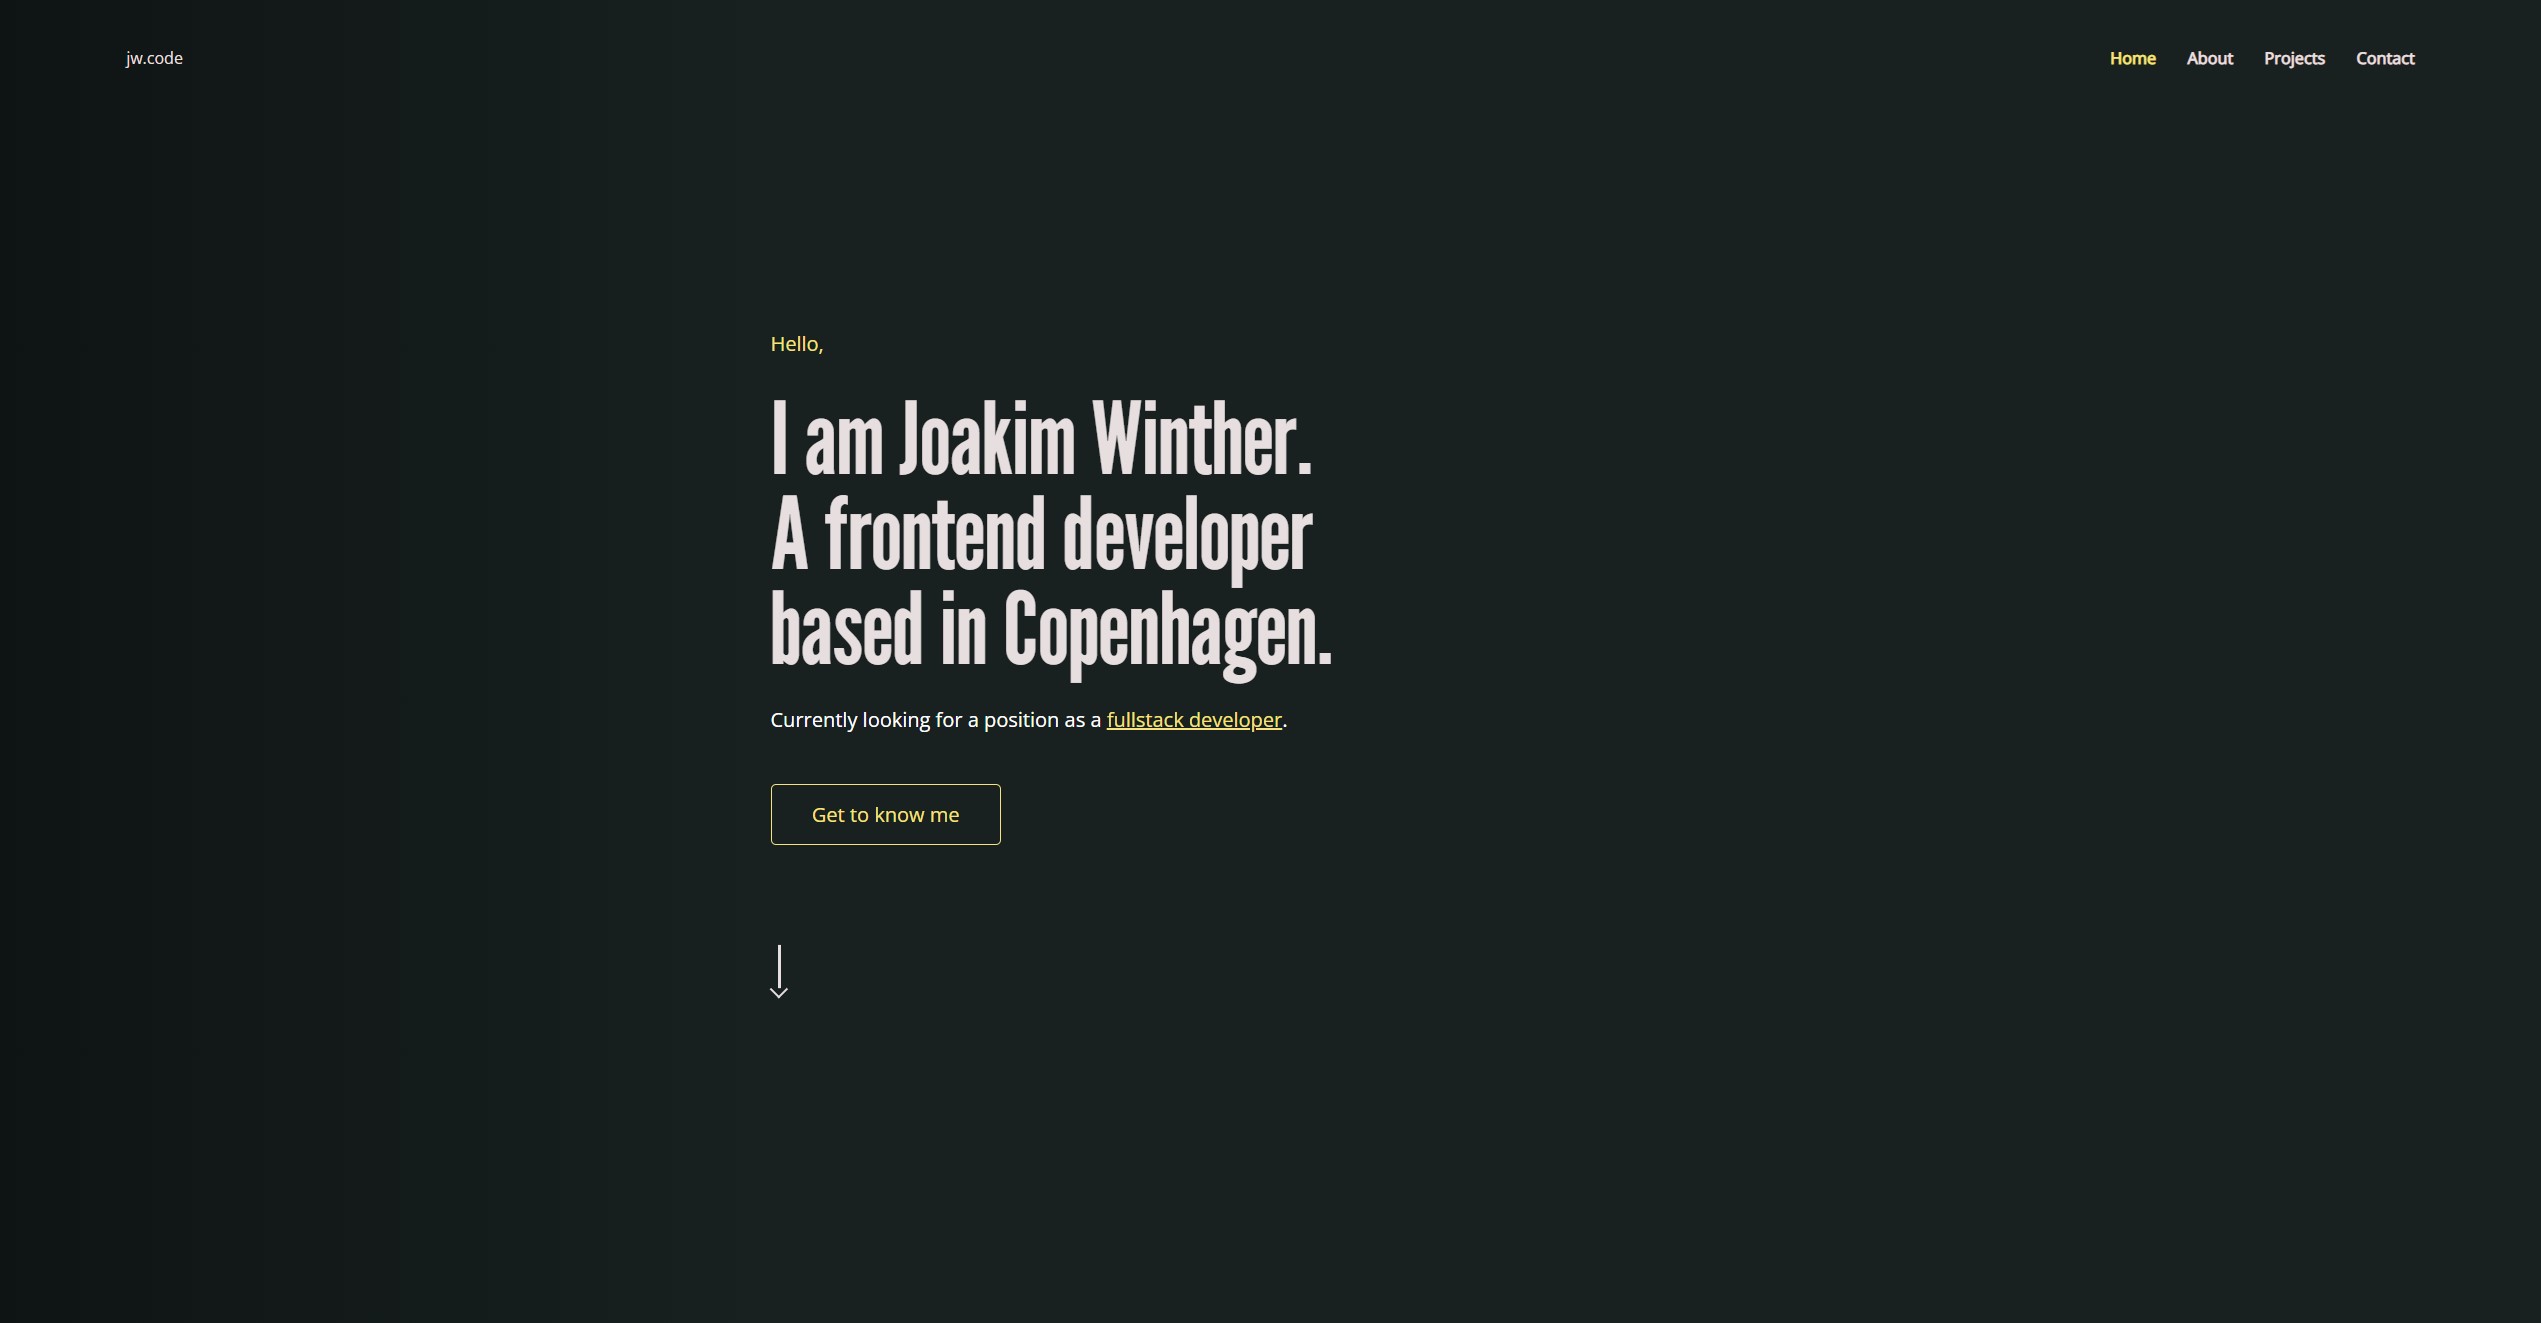 jw.code
Home About Projects Contact
Hello,
I am Joakim Winther.
A frontend developer
based in Copenhagen.
Currently looking for a position as a fullstack developer.
Get to know me